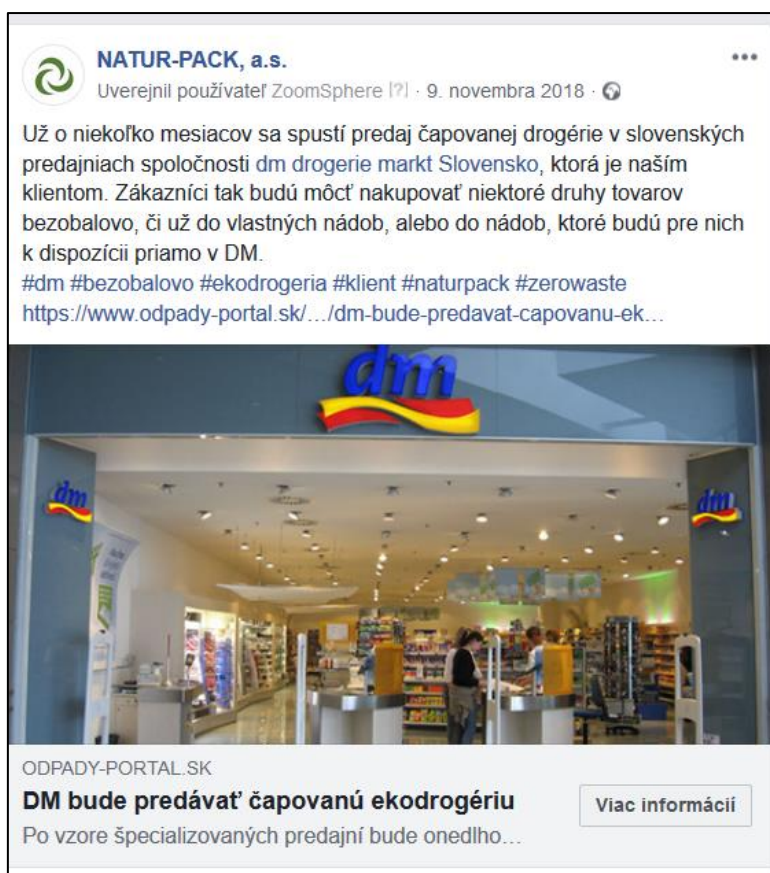 NATUR-PACK, a.s.
Uverejnil používateľ ZoomSphere [?] · 9. novembra 2018 ·
Už o niekoľko mesiacov sa spustí predaj čapovanej drogérie v slovenských
predajniach spoločnosti dm drogerie markt Slovensko, ktorá je naším
klientom. Zákazníci tak budú môcť nakupovať niektoré druhy tovarov
bezobalovo, či už do vlastných nádob, alebo do nádob, ktoré budú pre nich
k dispozícii priamo v DM.
#dm #bezobalovo #ekodrogeria #klient #naturpack #zerowaste
https://www.odpady-portal.sk/…/dm-bude-predavat-capovanu-ek…
dm
dm
dm
ODPADY-PORTAL.SK
DM bude predávať čapovanú ekodrogériu
Viac informácií
Po vzore špecializovaných predajní bude onedlho…